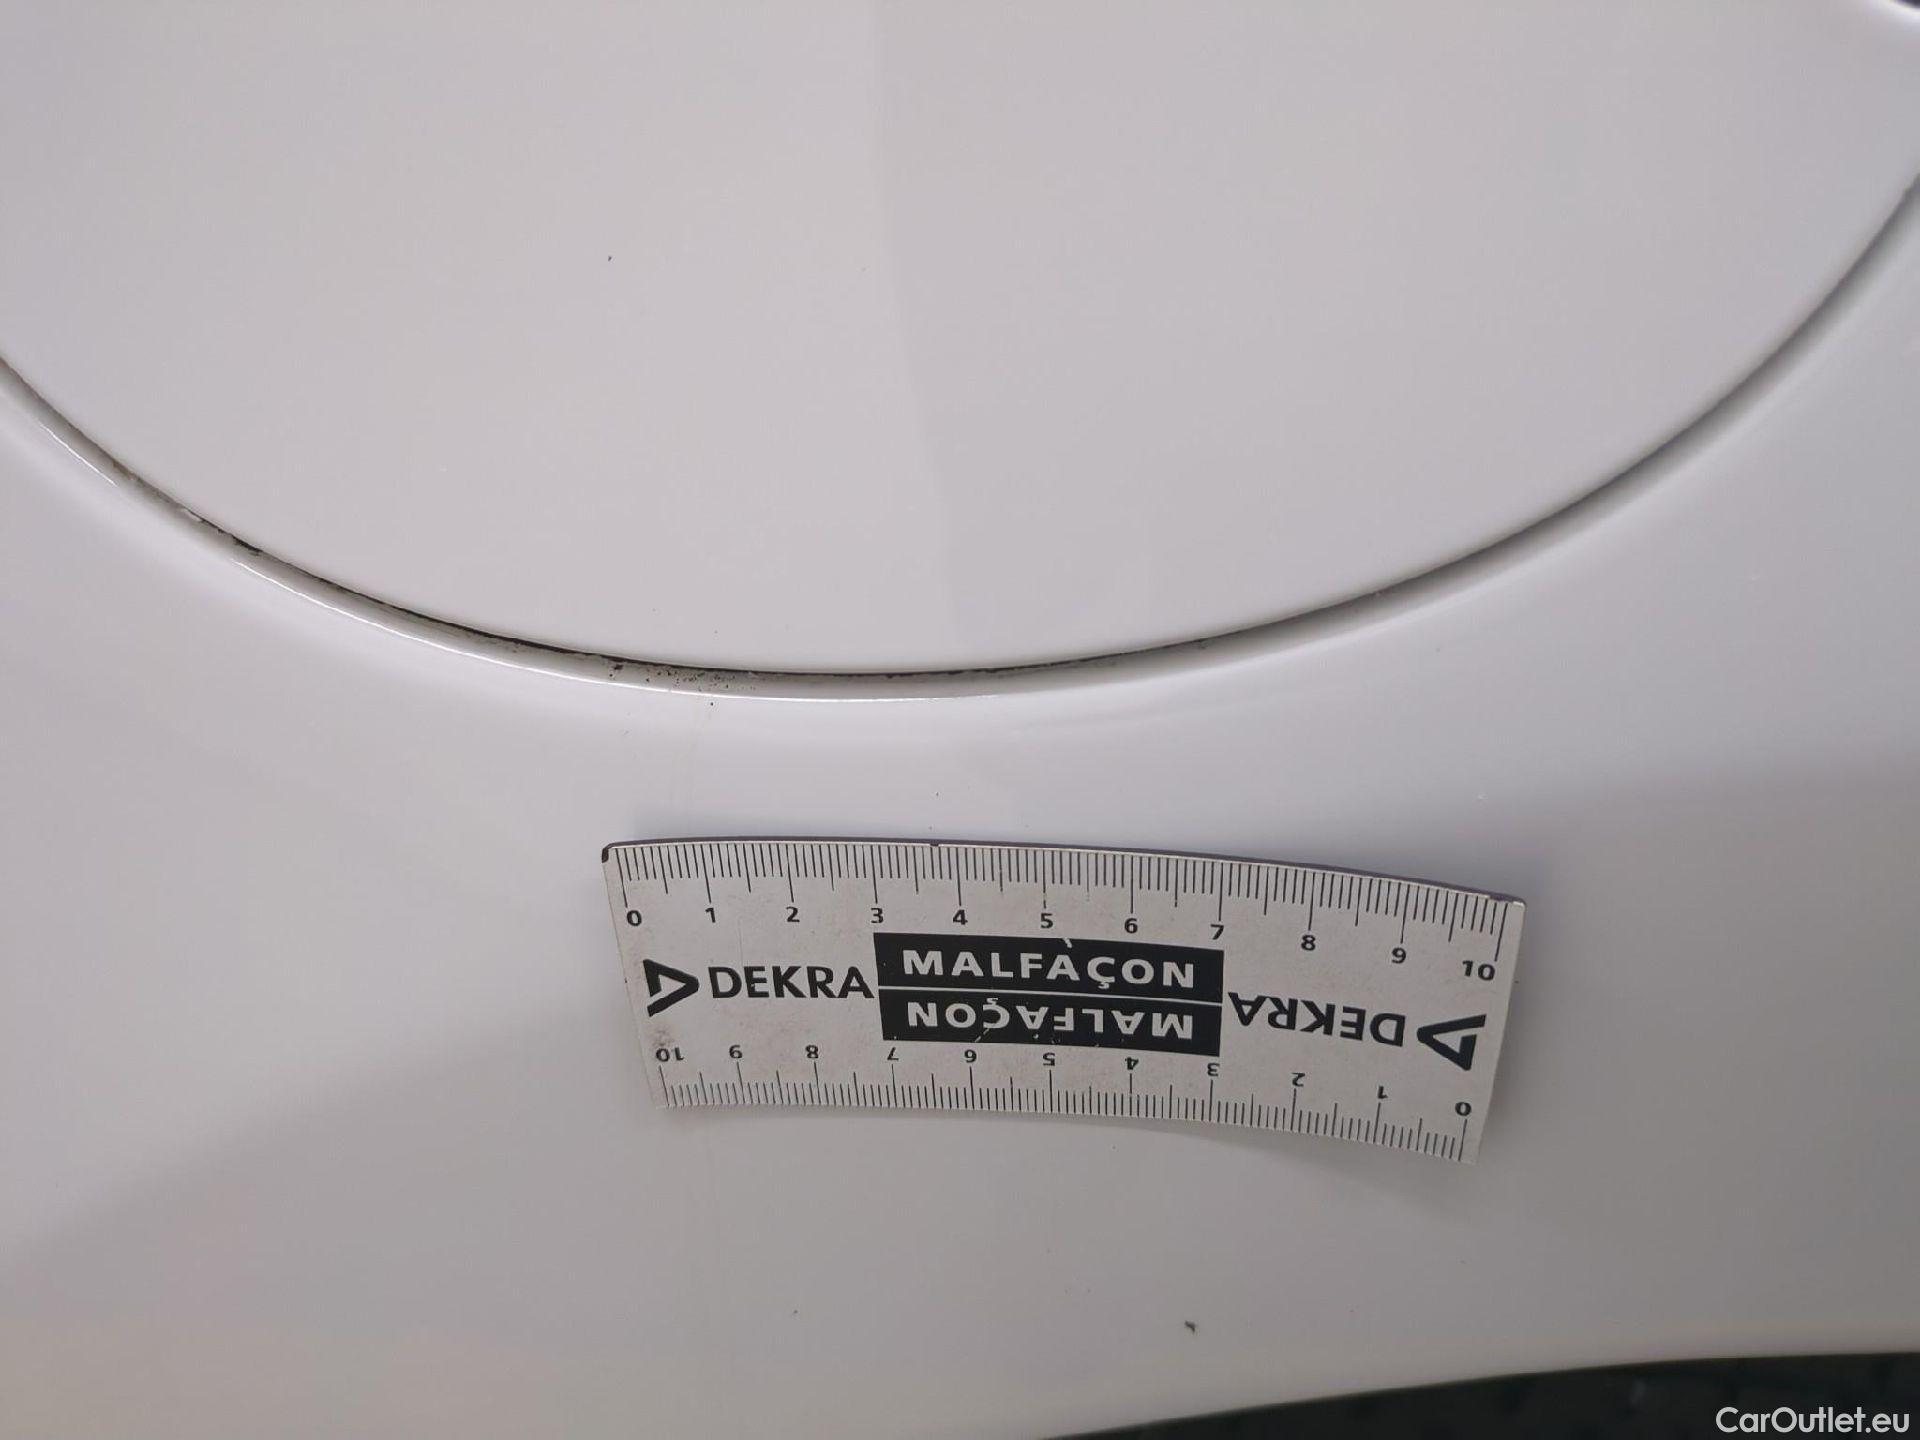 0 1 2 3 4 5 6 7 8 9 10
DEKRA MALFAÇON DEKRA
MALFAÇON
10 9 8 7 6 5 4 3 2 1 0
CarOutlet.eu